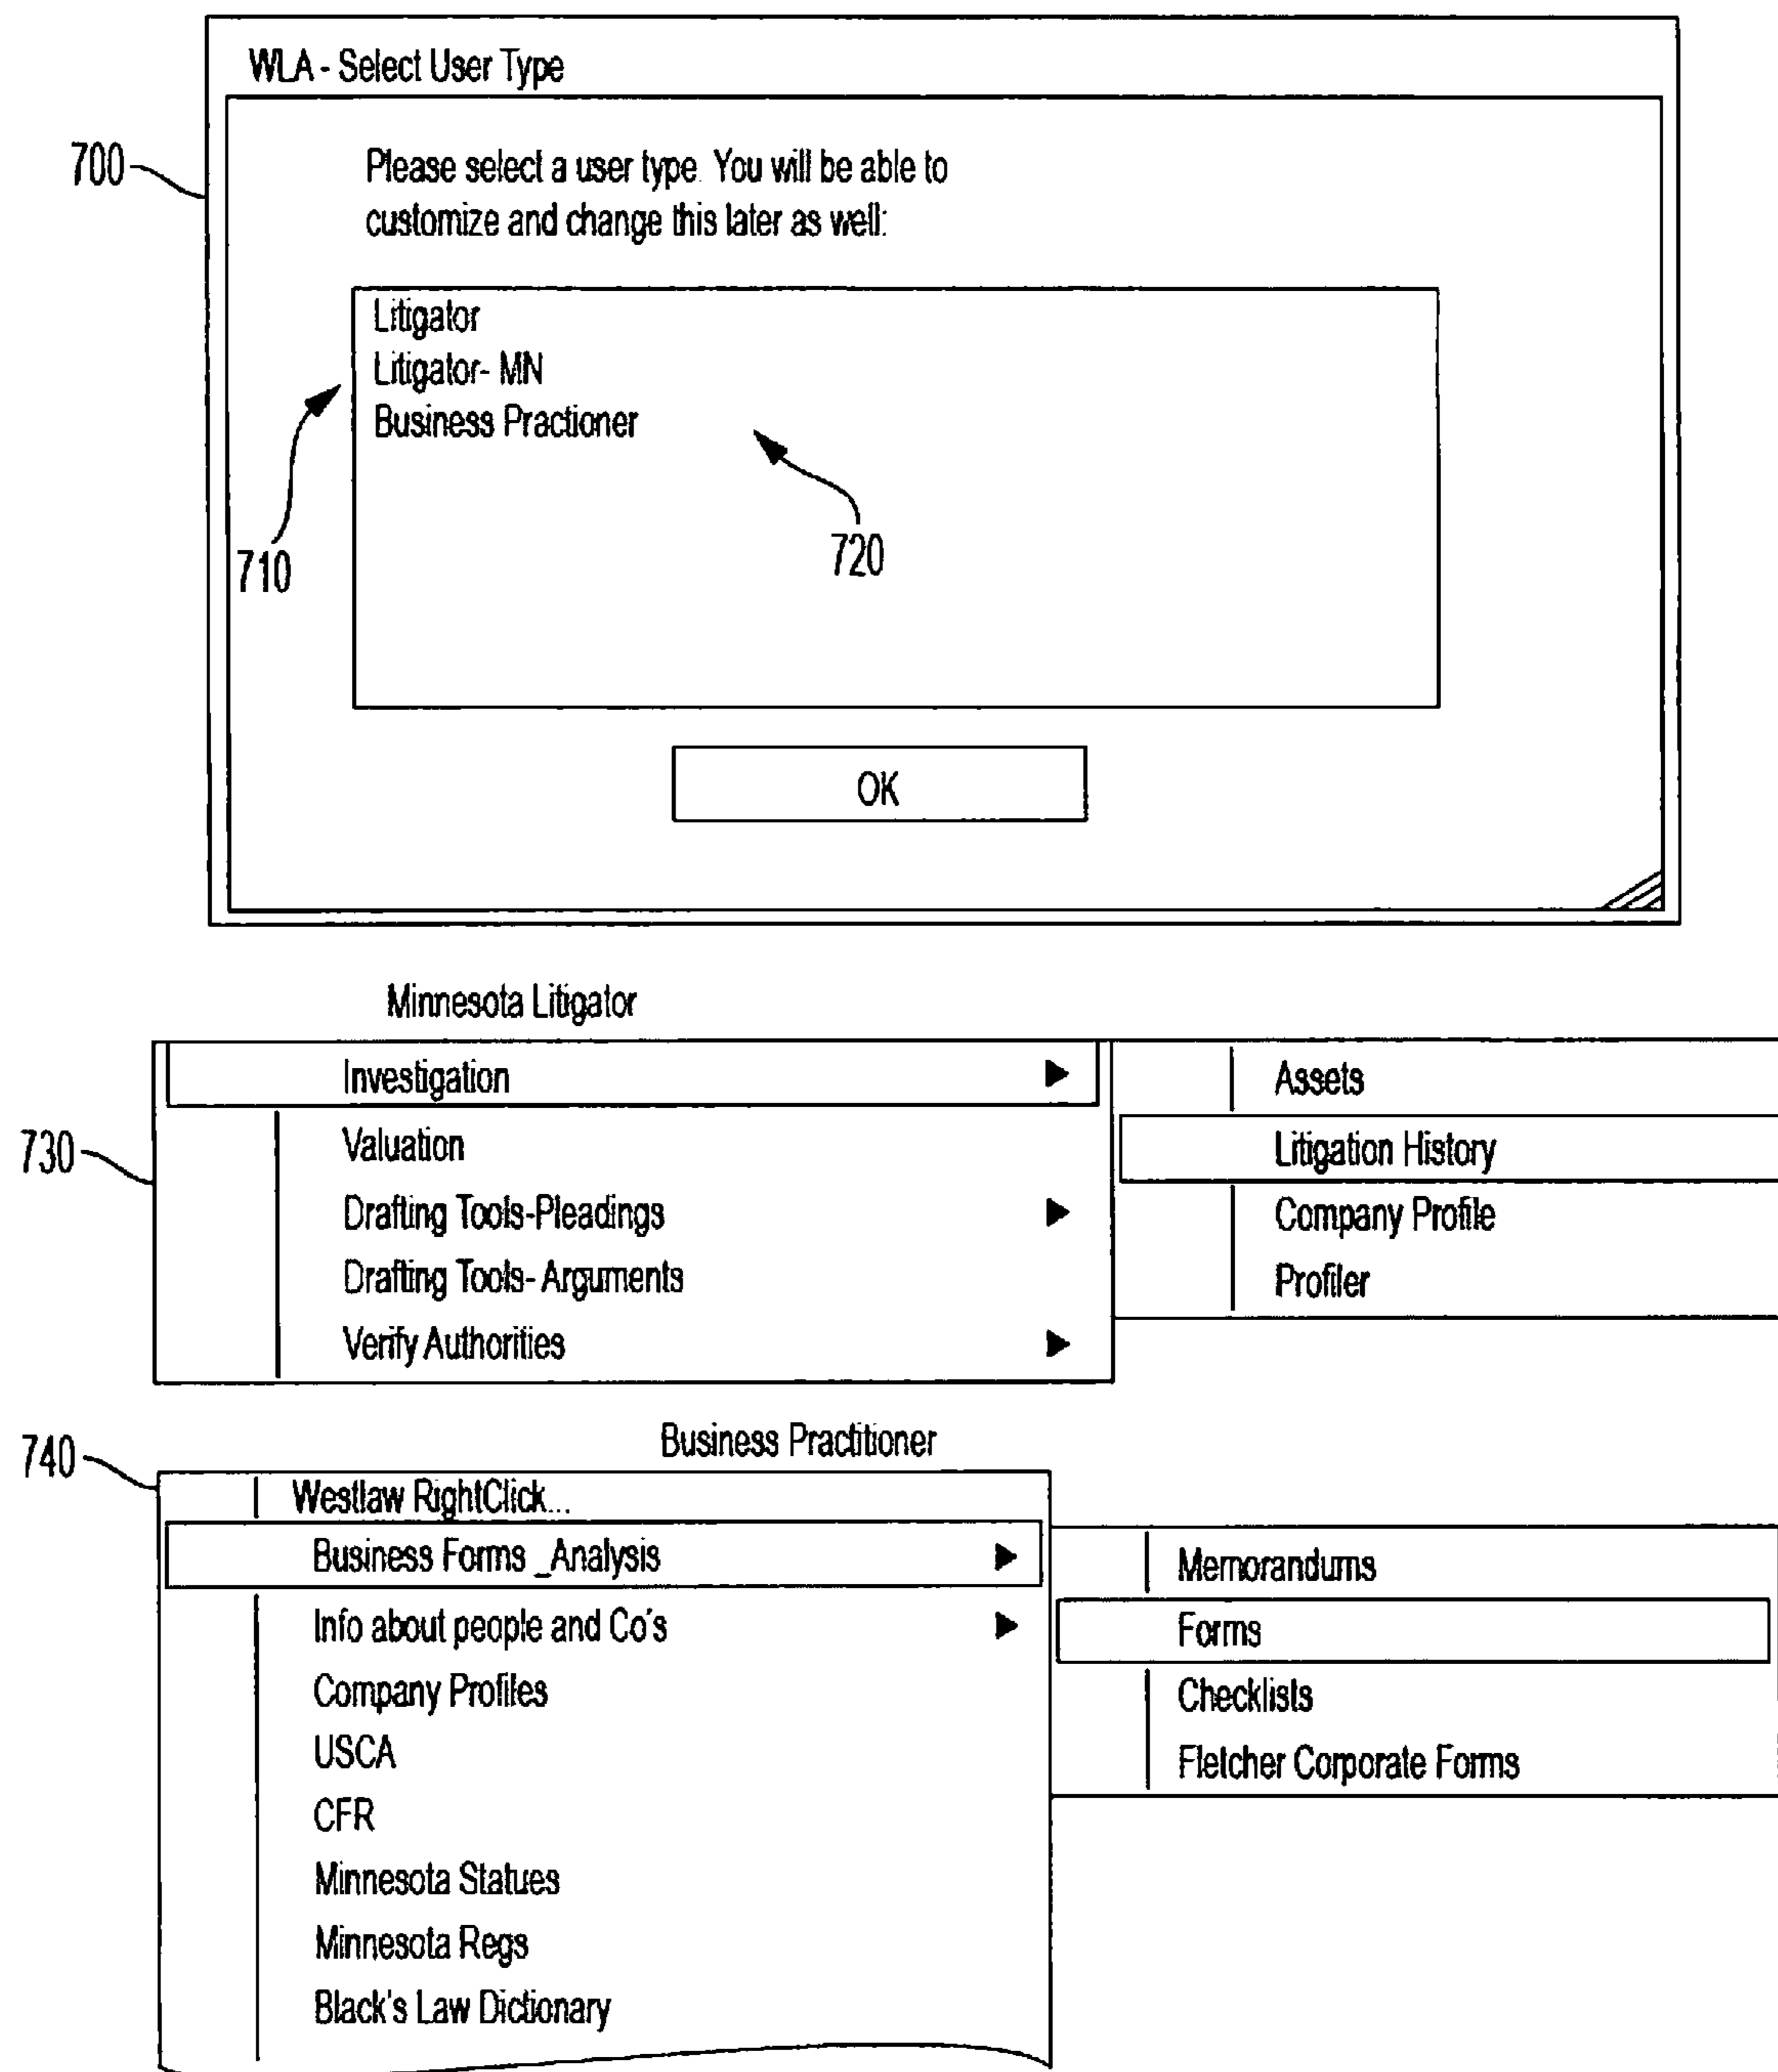 WLA - Select User Type
700
Please select a user type. You will be able to
customize and change this later as well:
Litigator
Litigator- MN
Business Practioner
710
720
OK
Minnesota Litigator
730
Investigation
Valuation
Drafting Tools-Pleadings
Drafting Tools- Arguments
Verify Authorities
Assets
Litigation History
Company Profile
Profiler
740
Business Practitioner
Westlaw RightClick...
Business Forms _Analysis
Info about people and Co's
Company Profiles
USCA
CFR
Minnesota Statues
Minnesota Regs
Black's Law Dictionary
Memorandums
Forms
Checklists
Fletcher Corporate Forms